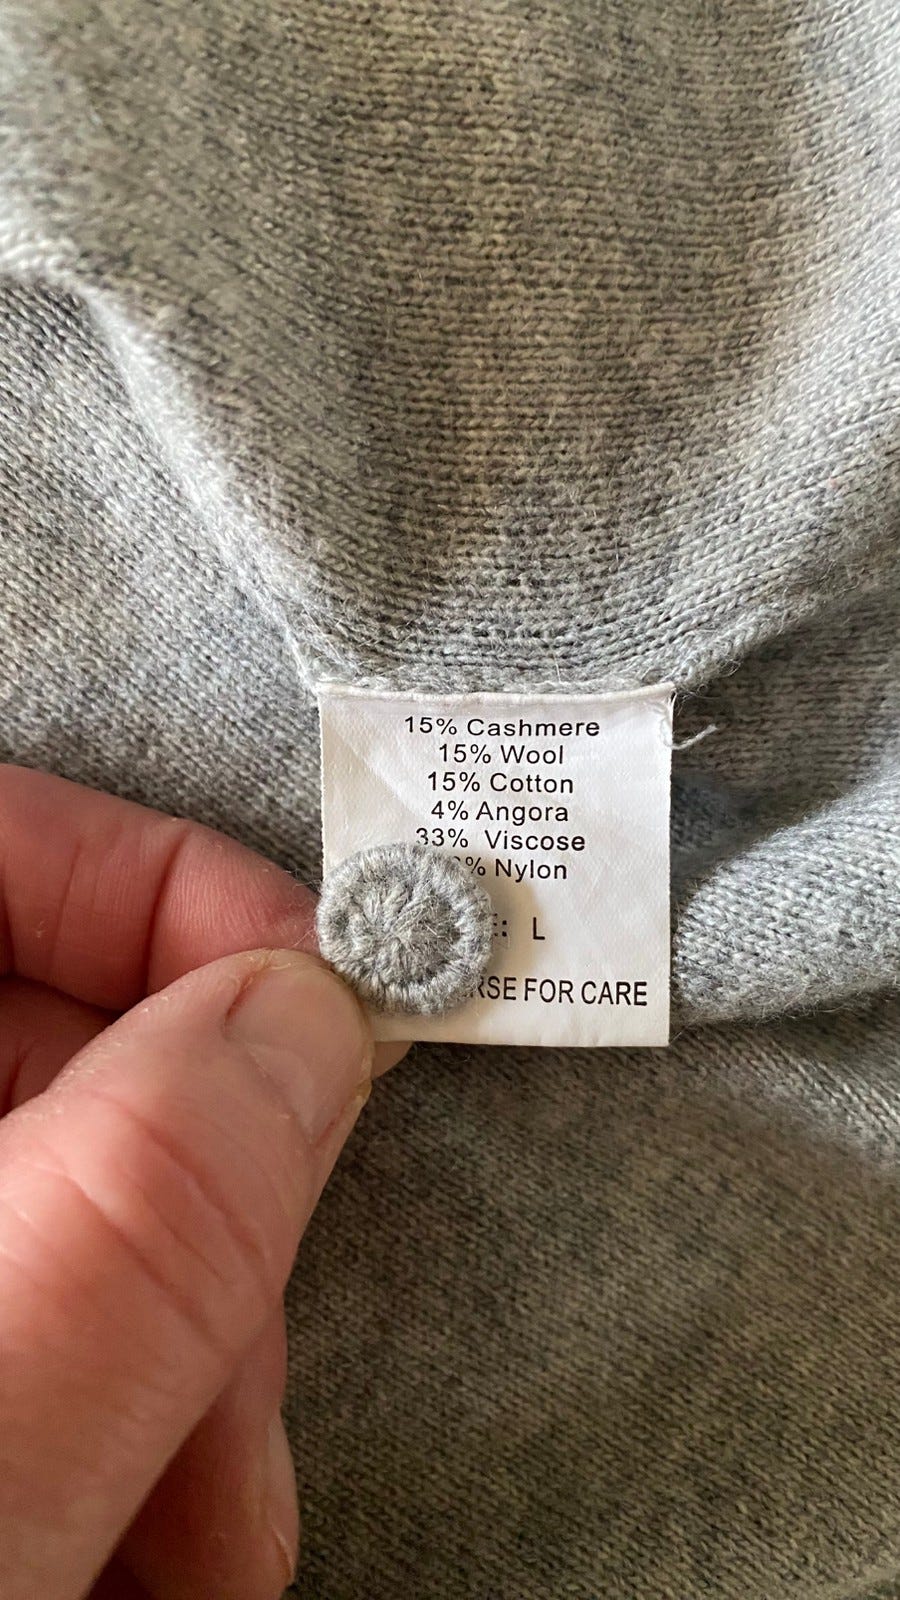 15% Cashmere
15% Wool
15% Cotton
4% Angora
33% Viscose
% Nylon
: L
FOR CARE